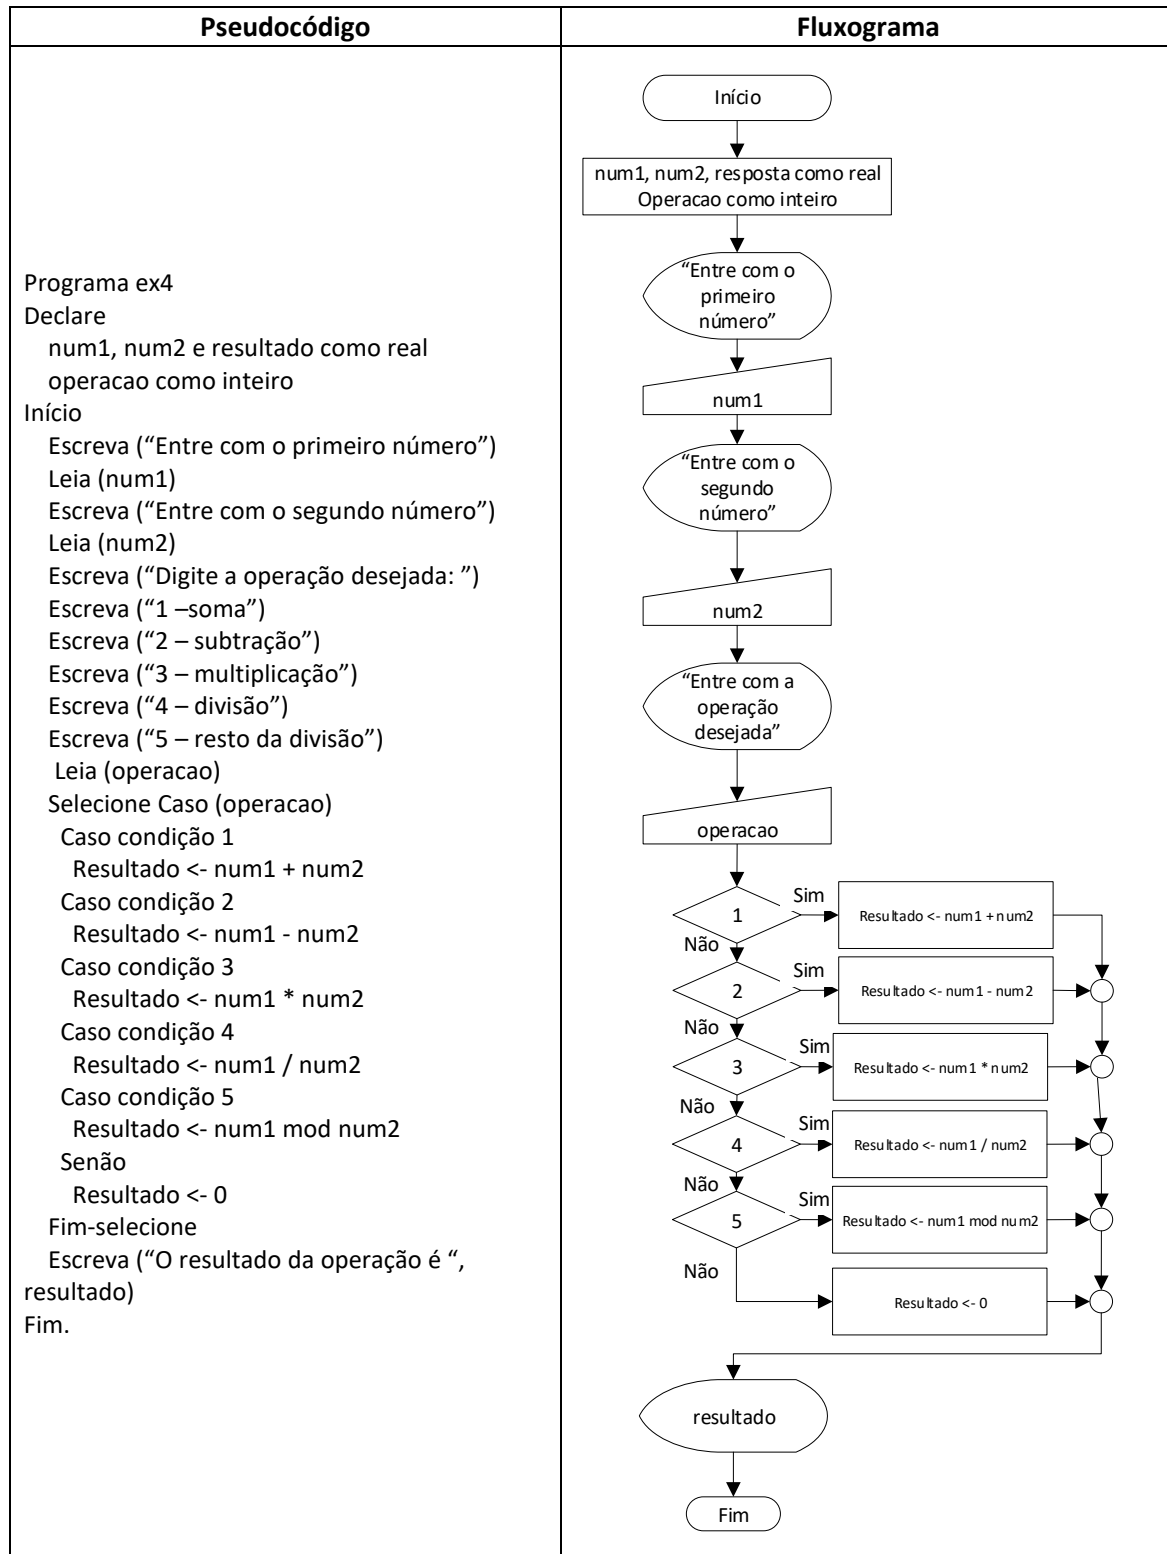 Pseudocódigo
Fluxograma
Programa ex4
Declare
num1, num2 e resultado como real
operacao como inteiro
Início
Escreva (“Entre com o primeiro número”)
Leia (num1)
Escreva (“Entre com o segundo número”)
Leia (num2)
Escreva (“Digite a operação desejada: ”)
Escreva (“1 –soma”)
Escreva (“2 – subtração”)
Escreva (“3 – multiplicação”)
Escreva (“4 – divisão”)
Escreva (“5 – resto da divisão”)
Leia (operacao)
Selecione Caso (operacao)
Caso condição 1
Resultado <- num1 + num2
Caso condição 2
Resultado <- num1 - num2
Caso condição 3
Resultado <- num1 * num2
Caso condição 4
Resultado <- num1 / num2
Caso condição 5
Resultado <- num1 mod num2
Senão
Resultado <- 0
Fim-selecione
Escreva (“O resultado da operação é “,
resultado)
Fim.
Início
num1, num2, resposta como real
Operacao como inteiro
“Entre com o
primeiro
número”
num1
“Entre com o
segundo
número”
num2
“Entre com a
operação
desejada”
operacao
1
Sim
Resultado <- num1 + num2
Não
2
Sim
Resultado <- num1 - num2
Não
3
Sim
Resultado <- num1 * num2
Não
4
Sim
Resultado <- num1 / num2
Não
5
Sim
Resultado <- num1 mod num2
Não
Resultado <- 0
resultado
Fim